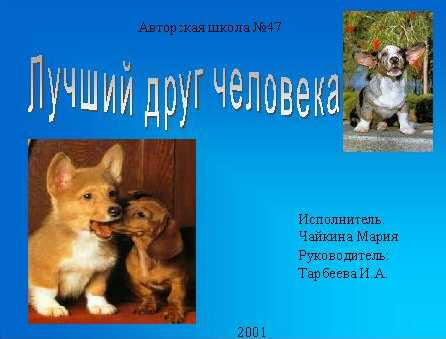 Авторская школа №47
Лучший друг человека
Исполнитель:
Чайкина Мария
Руководитель:
Тарбеева И.А.
2001